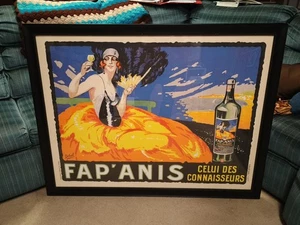 FAP'ANIS
CELUI DES
CONNAISSEURS